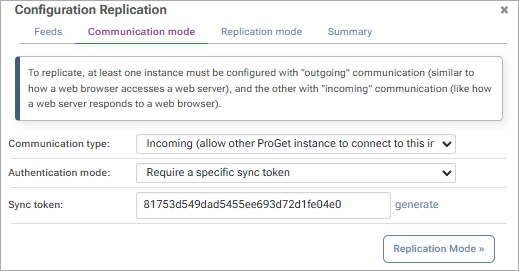 Configuration Replication ×
Feeds Communication mode Replication mode Summary
To replicate, at least one instance must be configured with "outgoing" communication (similar to
how a web browser accesses a web server), and the other with "incoming" communication (like how
a web server responds to a web browser).
Communication type: Incoming (allow other ProGet instance to connect to this in
Authentication mode: Require a specific sync token
Sync token: 81753d549dad5455ee693d72d1fe04e0 generate
Replication Mode »